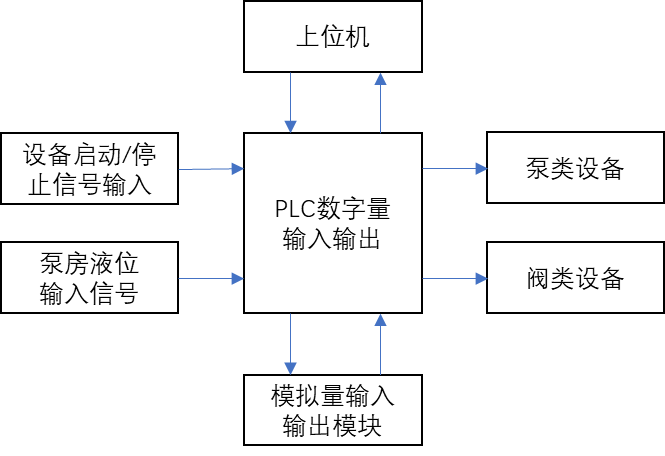 上位机
设备启动/停
止信号输入
PLC数字量
输入输出
泵类设备
泵房液位
输入信号
阀类设备
模拟量输入
输出模块